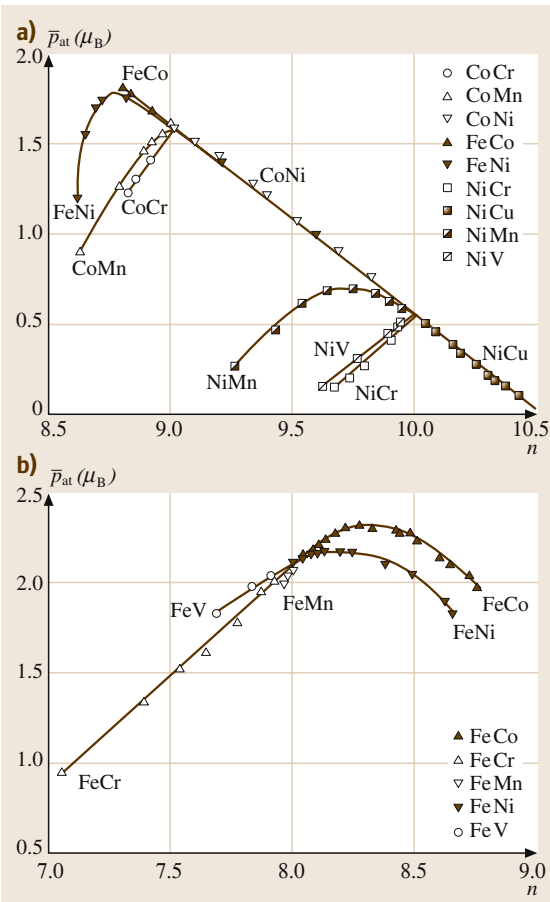 a) p̄at (μB)
2.0
1.5
1.0
0.5
0
8.5 9.0 9.5 10.0 10.5
n
FeCo
FeNi
CoCr
CoMn
CoNi
NiMn
NiV
NiCr
NiCu
CoCr
CoMn
CoNi
FeCo
FeNi
NiCr
NiCu
NiMn
NiV
b) p̄at (μB)
2.5
2.0
1.5
1.0
0.5
7.0 7.5 8.0 8.5 9.0
n
FeV
FeMn
FeCo
FeNi
FeCr
FeCo
FeCr
FeMn
FeNi
FeV